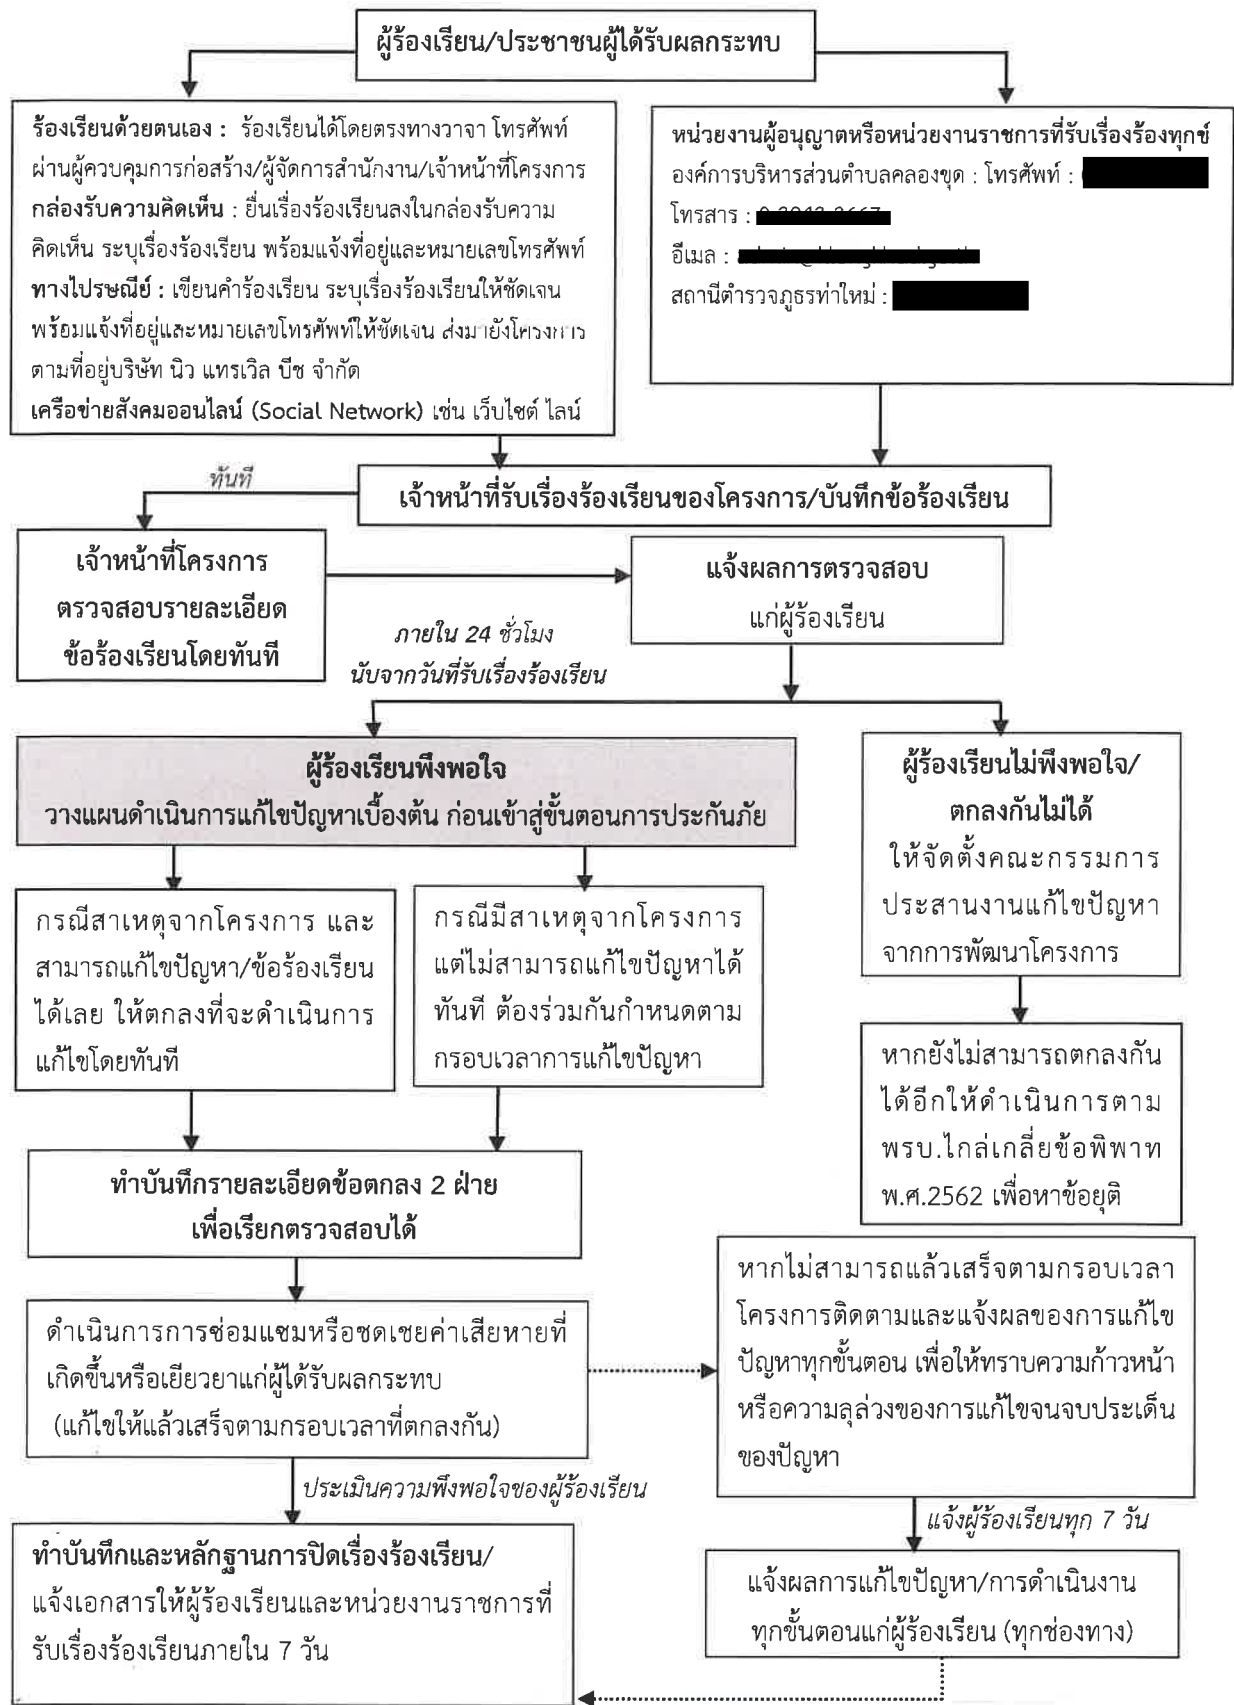 ผู้ร้องเรียน/ประชาชนผู้ได้รับผลกระทบ
ร้องเรียนด้วยตนเอง : ร้องเรียนได้โดยตรงทางวาจา โทรศัพท์
ผ่านผู้ควบคุมการก่อสร้าง/ผู้จัดการสำนักงาน/เจ้าหน้าที่โครงการ
กล่องรับความคิดเห็น : ยื่นเรื่องร้องเรียนลงในกล่องรับความ
คิดเห็น ระบุเรื่องร้องเรียน พร้อมแจ้งที่อยู่และหมายเลขโทรศัพท์
ทางไปรษณีย์ : เขียนคำร้องเรียน ระบุเรื่องร้องเรียนให้ชัดเจน
พร้อมแจ้งที่อยู่และหมายเลขโทรศัพท์ให้ชัดเจน ส่งมายังโครงการ
ตามที่อยู่บริษัท นิว แทรเวิล บีช จำกัด
เครือข่ายสังคมออนไลน์ (Social Network) เช่น เว็บไซต์ ไลน์
หน่วยงานผู้อนุญาตหรือหน่วยงานราชการที่รับเรื่องร้องทุกข์
องค์การบริหารส่วนตำบลคลองขุด : โทรศัพท์ :
โทรสาร :
อีเมล :
สถานีตำรวจภูธรท่าใหม่ :
เจ้าหน้าที่รับเรื่องร้องเรียนของโครงการ/บันทึกข้อร้องเรียน
ทันที
เจ้าหน้าที่โครงการ
ตรวจสอบรายละเอียด
ข้อร้องเรียนโดยทันที
แจ้งผลการตรวจสอบ
แก่ผู้ร้องเรียน
ภายใน 24 ชั่วโมง
นับจากวันที่รับเรื่องร้องเรียน
ผู้ร้องเรียนพึงพอใจ
วางแผนดำเนินการแก้ไขปัญหาเบื้องต้น ก่อนเข้าสู่ขั้นตอนการประกันภัย
ผู้ร้องเรียนไม่พึงพอใจ/
ตกลงกันไม่ได้
ให้จัดตั้งคณะกรรมการ
ประสานงานแก้ไขปัญหา
จากการพัฒนาโครงการ
กรณีสาเหตุจากโครงการ และ
สามารถแก้ไขปัญหา/ข้อร้องเรียน
ได้เลย ให้ตกลงที่จะดำเนินการ
แก้ไขโดยทันที
กรณีมีสาเหตุจากโครงการ
แต่ไม่สามารถแก้ไขปัญหาได้
ทันที ต้องร่วมกันกำหนดตาม
กรอบเวลาการแก้ไขปัญหา
หากยังไม่สามารถตกลงกัน
ได้อีกให้ดำเนินการตาม
พรบ.ไกล่เกลี่ยข้อพิพาท
พ.ศ.2562 เพื่อหาข้อยุติ
ทำบันทึกรายละเอียดข้อตกลง 2 ฝ่าย
เพื่อเรียกตรวจสอบได้
ดำเนินการการซ่อมแซมหรือชดเชยค่าเสียหายที่
เกิดขึ้นหรือเยียวยาแก่ผู้ได้รับผลกระทบ
(แก้ไขให้แล้วเสร็จตามกรอบเวลาที่ตกลงกัน)
หากไม่สามารถแล้วเสร็จตามกรอบเวลา
โครงการติดตามและแจ้งผลของการแก้ไข
ปัญหาทุกขั้นตอน เพื่อให้ทราบความก้าวหน้า
หรือความลุล่วงของการแก้ไขจนจบประเด็น
ของปัญหา
ประเมินความพึงพอใจของผู้ร้องเรียน
แจ้งผู้ร้องเรียนทุก 7 วัน
ทำบันทึกและหลักฐานการปิดเรื่องร้องเรียน/
แจ้งเอกสารให้ผู้ร้องเรียนและหน่วยงานราชการที่
รับเรื่องร้องเรียนภายใน 7 วัน
แจ้งผลการแก้ไขปัญหา/การดำเนินงาน
ทุกขั้นตอนแก่ผู้ร้องเรียน (ทุกช่องทาง)